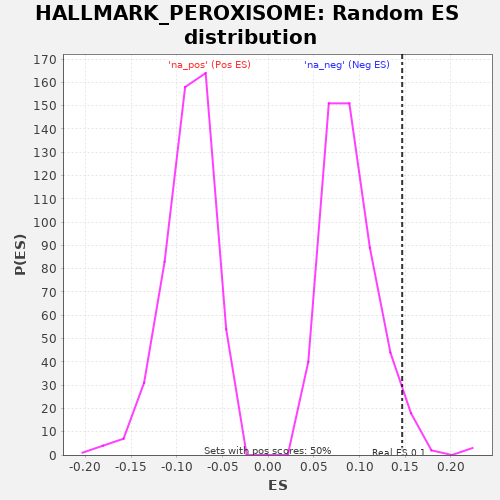 HALLMARK_PEROXISOME: Random ES
distribution
'na_pos' (Pos ES)
'na_neg' (Neg ES)
170
160
150
140
130
120
110
100
90
80
70
60
50
40
30
20
10
0
P(ES)
Sets with pos scores: 50%
Real ES 0.1
-0.20 -0.15 -0.10 -0.05 0.00 0.05 0.10 0.15 0.20
ES